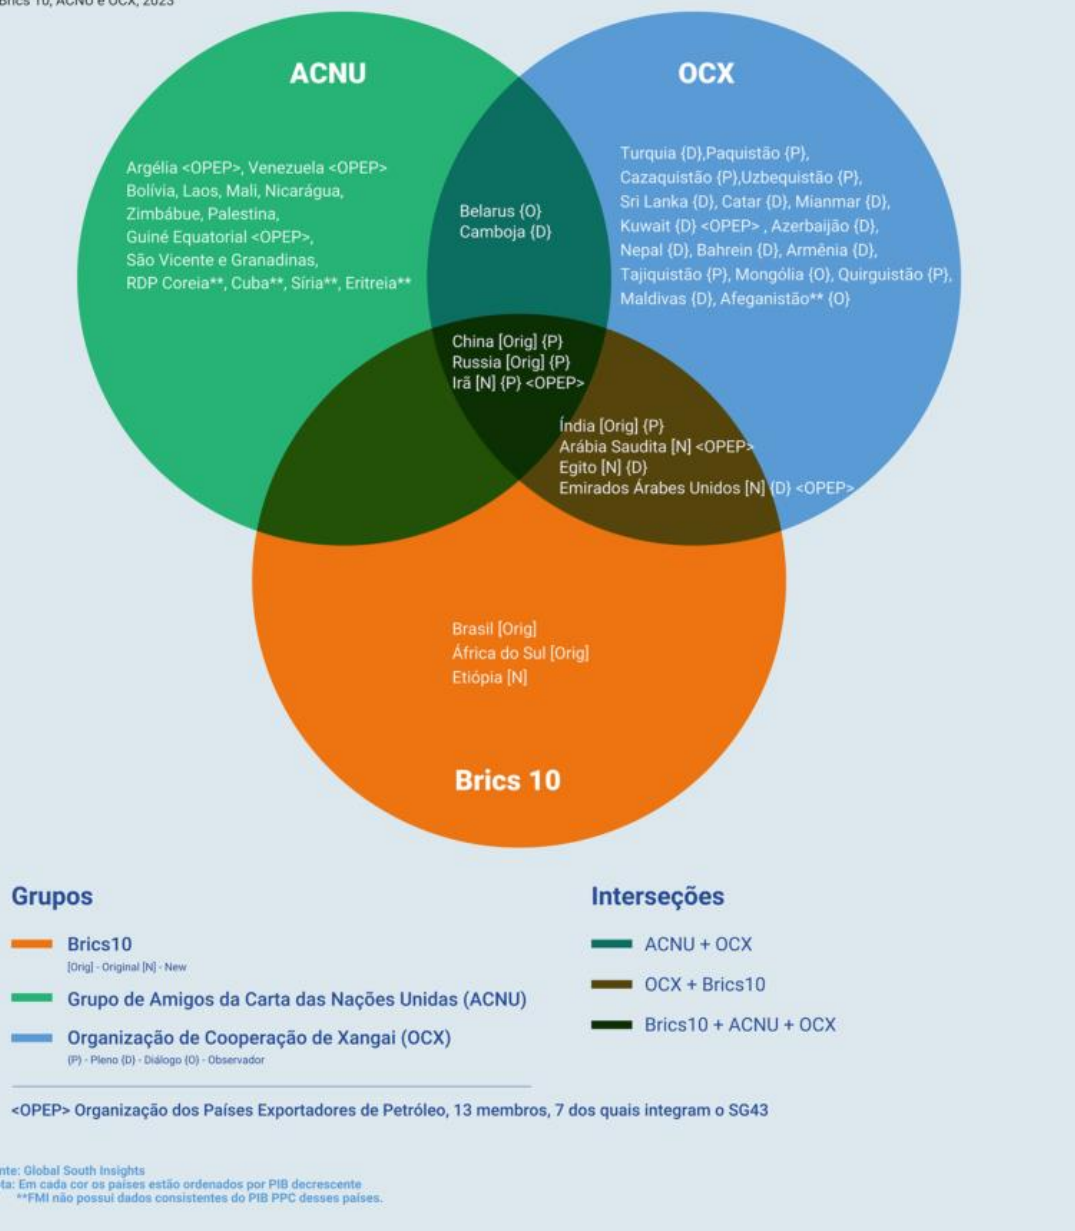 Brics 10, ACNU e OCX, 2023
ACNU
OCX
Argélia <OPEP>, Venezuela <OPEP>
Bolívia, Laos, Mali, Nicarágua,
Zimbábue, Palestina,
Guiné Equatorial <OPEP>,
São Vicente e Granadinas,
RDP Coreia**, Cuba**, Síria**, Eritreia**
Belarus {O}
Camboja {D}
Turquia {D},Paquistão {P},
Cazaquistão {P},Uzbequistão {P},
Sri Lanka {D}, Catar {D}, Mianmar {D},
Kuwait {D} <OPEP> , Azerbaijão {D},
Nepal {D}, Bahrein {D}, Armênia {D},
Tajiquistão {P}, Mongólia {O}, Quirguistão {P},
Maldivas {D}, Afeganistão** {O}
China [Orig] {P}
Russia [Orig] {P}
Irã [N] {P} <OPEP>
Índia [Orig] {P}
Arábia Saudita [N] <OPEP>
Egito [N] {D}
Emirados Árabes Unidos [N] {D} <OPEP>
Brasil [Orig]
África do Sul [Orig]
Etiópia [N]
Brics 10
Grupos
Brics10
[Orig] - Original [N] - New
Grupo de Amigos da Carta das Nações Unidas (ACNU)
Organização de Cooperação de Xangai (OCX)
{P} - Pleno {D} - Diálogo {O} - Observador
Interseções
ACNU + OCX
OCX + Brics10
Brics10 + ACNU + OCX
<OPEP> Organização dos Países Exportadores de Petróleo, 13 membros, 7 dos quais integram o SG43
nte: Global South Insights
ta: Em cada cor os países estão ordenados por PIB decrescente
**FMI não possui dados consistentes do PIB PPC desses países.